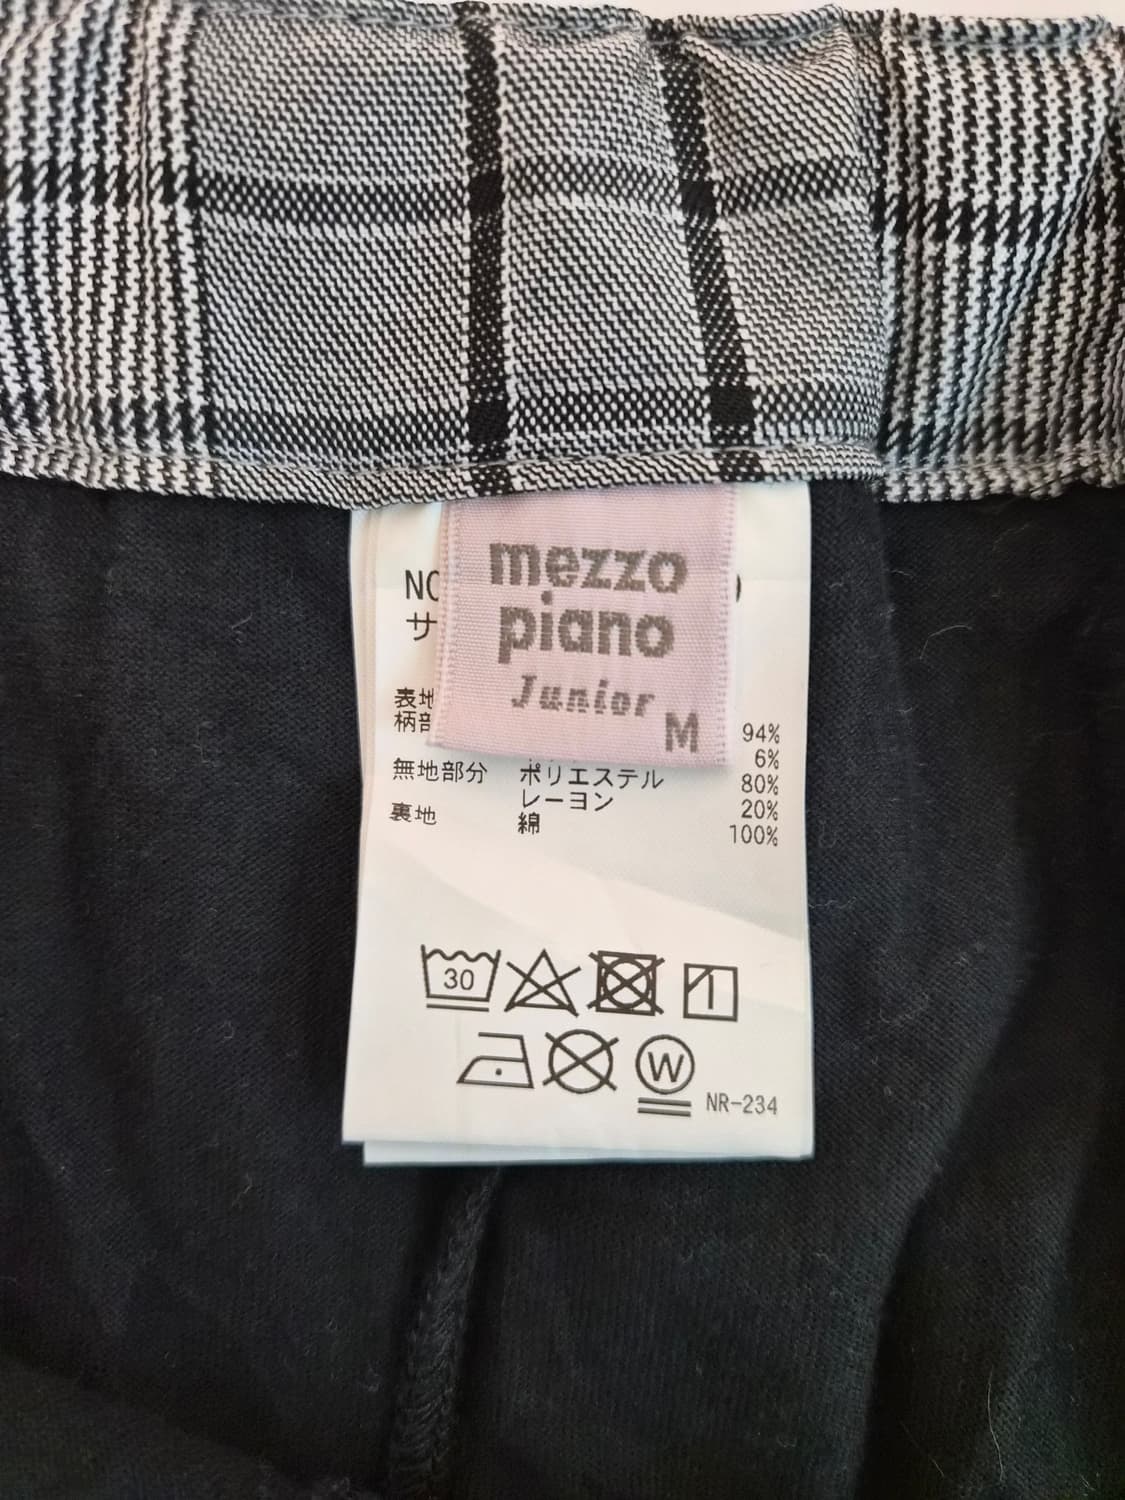 mezzo
piano
Junior
M
NO
サ
表地
柄部
94%
6%
無地部分 ポリエステル 80%
レーヨン 20%
裏地 綿 100%
30
W
NR-234